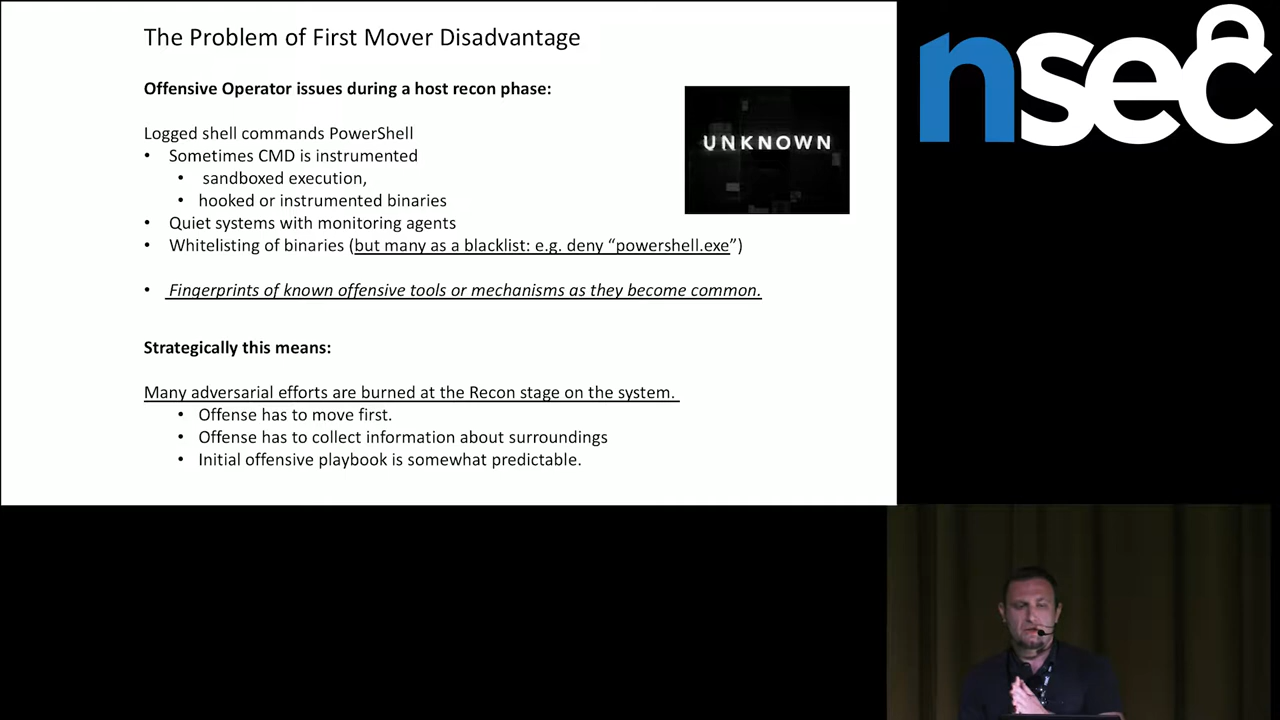 The Problem of First Mover Disadvantage
Offensive Operator issues during a host recon phase:
UNKNOWN
Logged shell commands PowerShell
• Sometimes CMD is instrumented
• sandboxed execution,
• hooked or instrumented binaries
• Quiet systems with monitoring agents
• Whitelisting of binaries (but many as a blacklist: e.g. deny “powershell.exe”)
• Fingerprints of known offensive tools or mechanisms as they become common.
Strategically this means:
Many adversarial efforts are burned at the Recon stage on the system.
• Offense has to move first.
• Offense has to collect information about surroundings
• Initial offensive playbook is somewhat predictable.
nsec